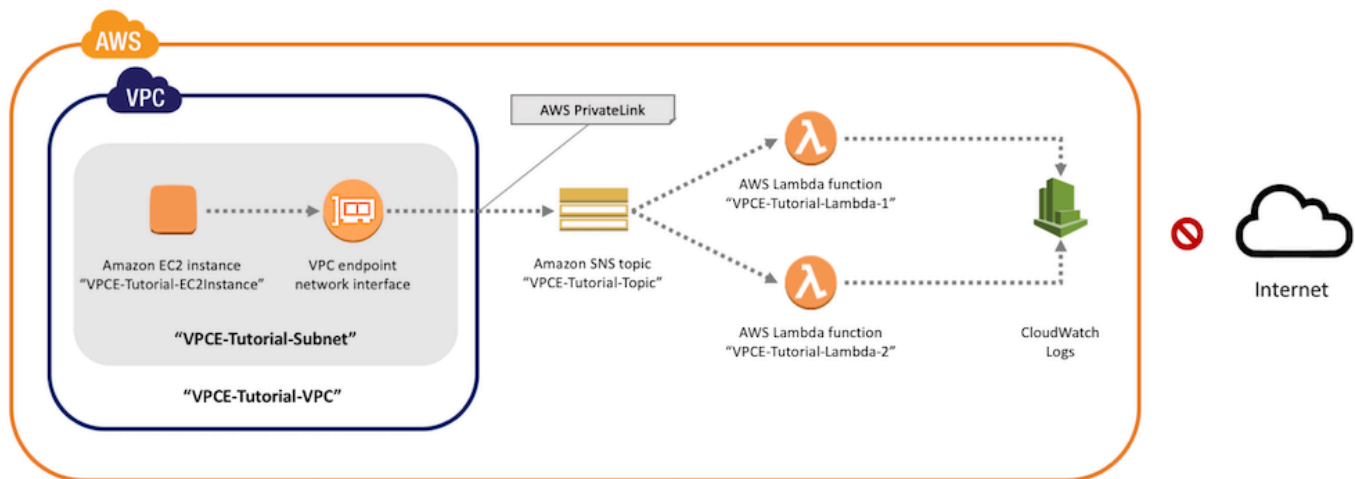 AWS
VPC
AWS PrivateLink
Amazon EC2 instance
“VPCE-Tutorial-EC2Instance”
VPC endpoint
network interface
“VPCE-Tutorial-Subnet”
“VPCE-Tutorial-VPC”
Amazon SNS topic
“VPCE-Tutorial-Topic”
AWS Lambda function
“VPCE-Tutorial-Lambda-1”
AWS Lambda function
“VPCE-Tutorial-Lambda-2”
CloudWatch
Logs
Internet